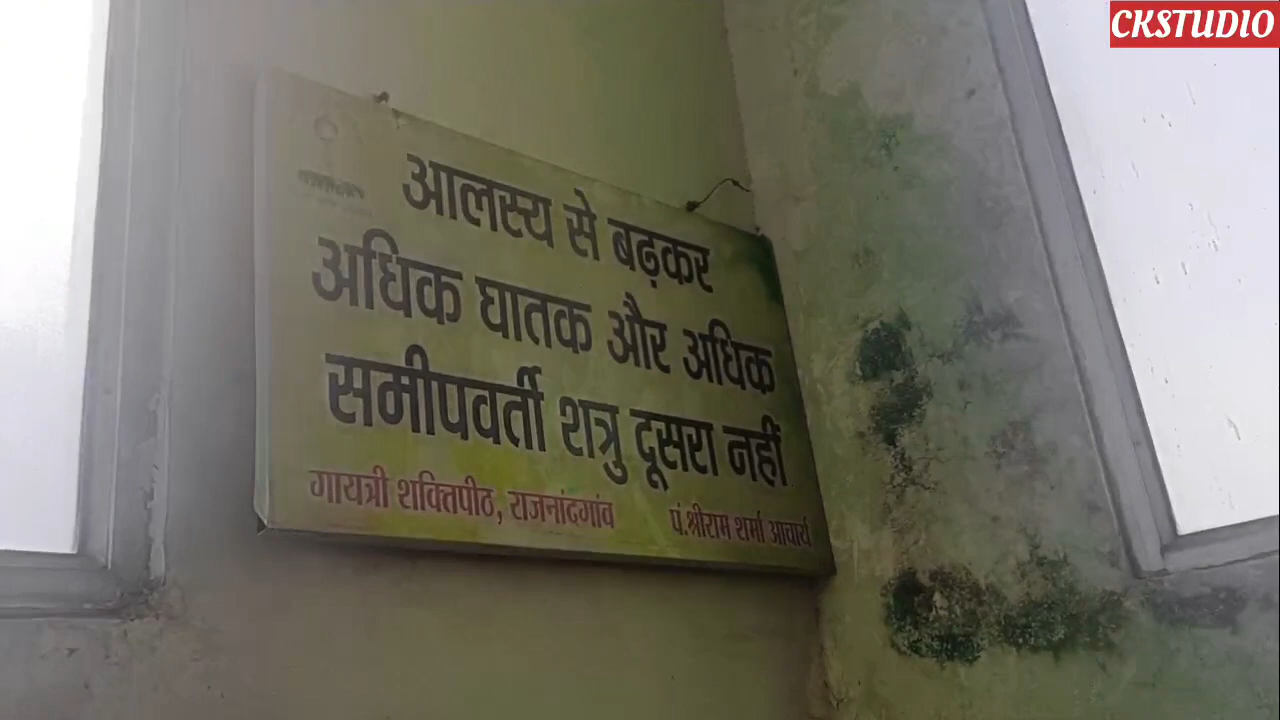 CKSTUDIO
आलस्य से बढ़कर
अधिक घातक और अधिक
समीपवर्ती शत्रु दूसरा नहीं
गायत्री शक्तिपीठ, राजनांदगांव
पं.श्रीराम शर्मा आचार्य